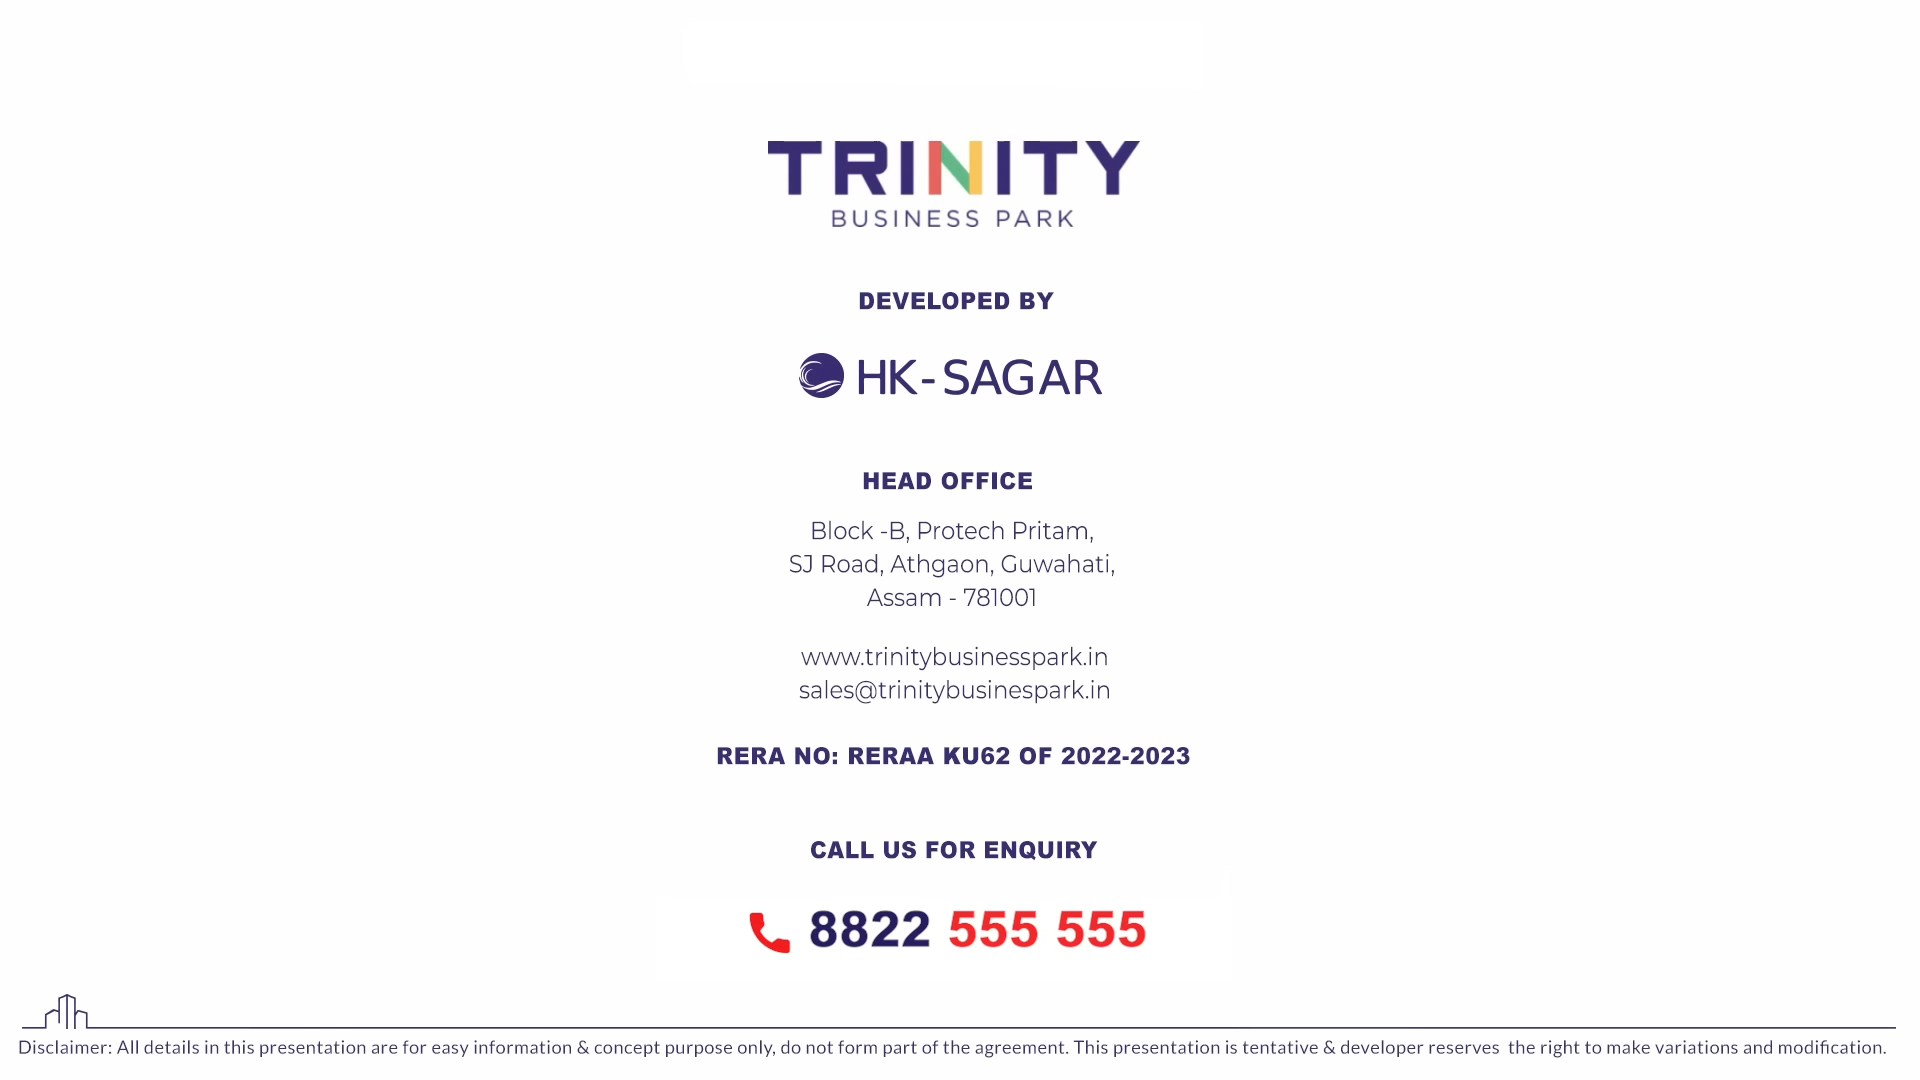 TRINITY
BUSINESS PARK
DEVELOPED BY
HK-SAGAR
HEAD OFFICE
Block -B, Protech Pritam,
SJ Road, Athgaon, Guwahati,
Assam - 781001
www.trinitybusinesspark.in
sales@trinitybusinespark.in
RERA NO: RERAA KU62 OF 2022-2023
CALL US FOR ENQUIRY
8822 555 555
Disclaimer: All details in this presentation are for easy information & concept purpose only, do not form part of the agreement. This presentation is tentative & developer reserves the right to make variations and modification.